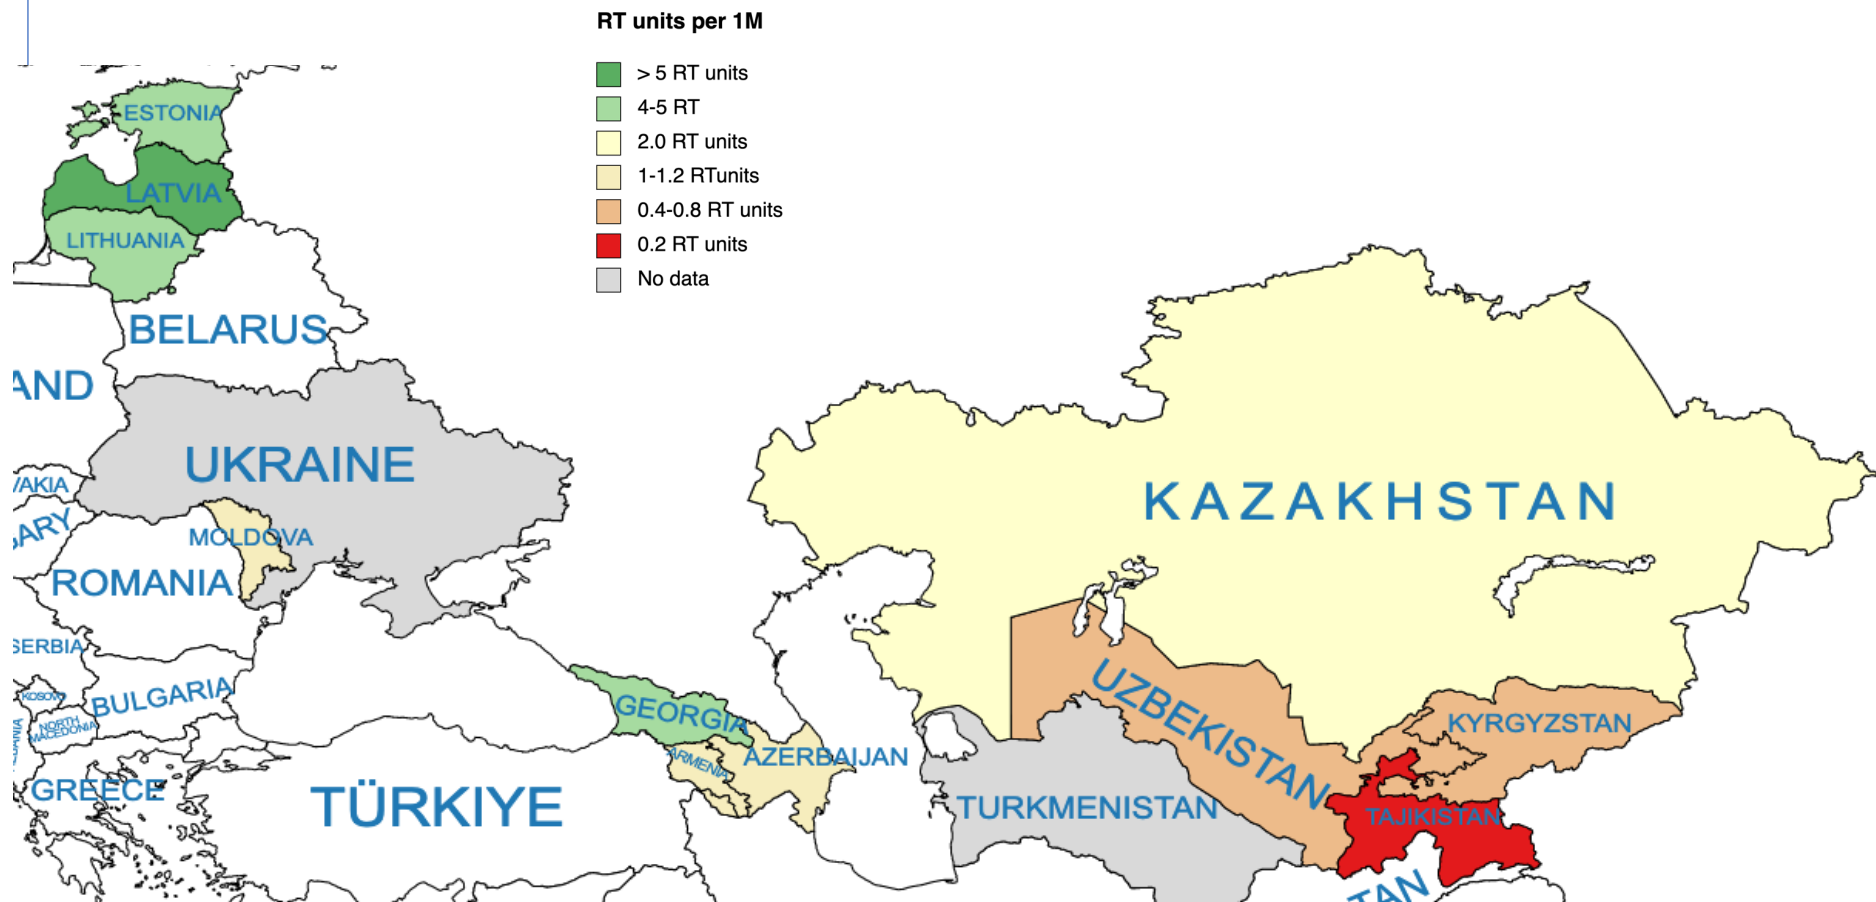 RT units per 1M
> 5 RT units
4-5 RT
2.0 RT units
1-1.2 RTunits
0.4-0.8 RT units
0.2 RT units
No data
ESTONIA
LATVIA
LITHUANIA
BELARUS
AND
UKRAINE
VAKIA
ARY
MOLDOVA
ROMANIA
SERBIA
KOSOVO
BULGARIA
NORTH
MACEDONIA
BANIA
GREECE
TÜRKIYE
GEORGIA
ARMENIA
AZERBAIJAN
KAZAKHSTAN
UZBEKISTAN
KYRGYZSTAN
TURKMENISTAN
TAJIKISTAN
TAN